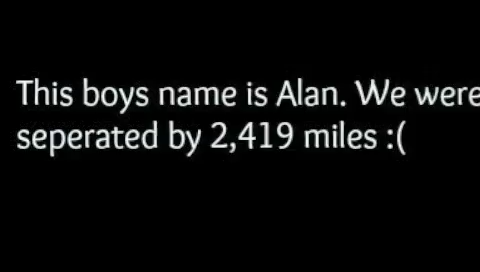 This boys name is Alan. We were
seperated by 2,419 miles :(